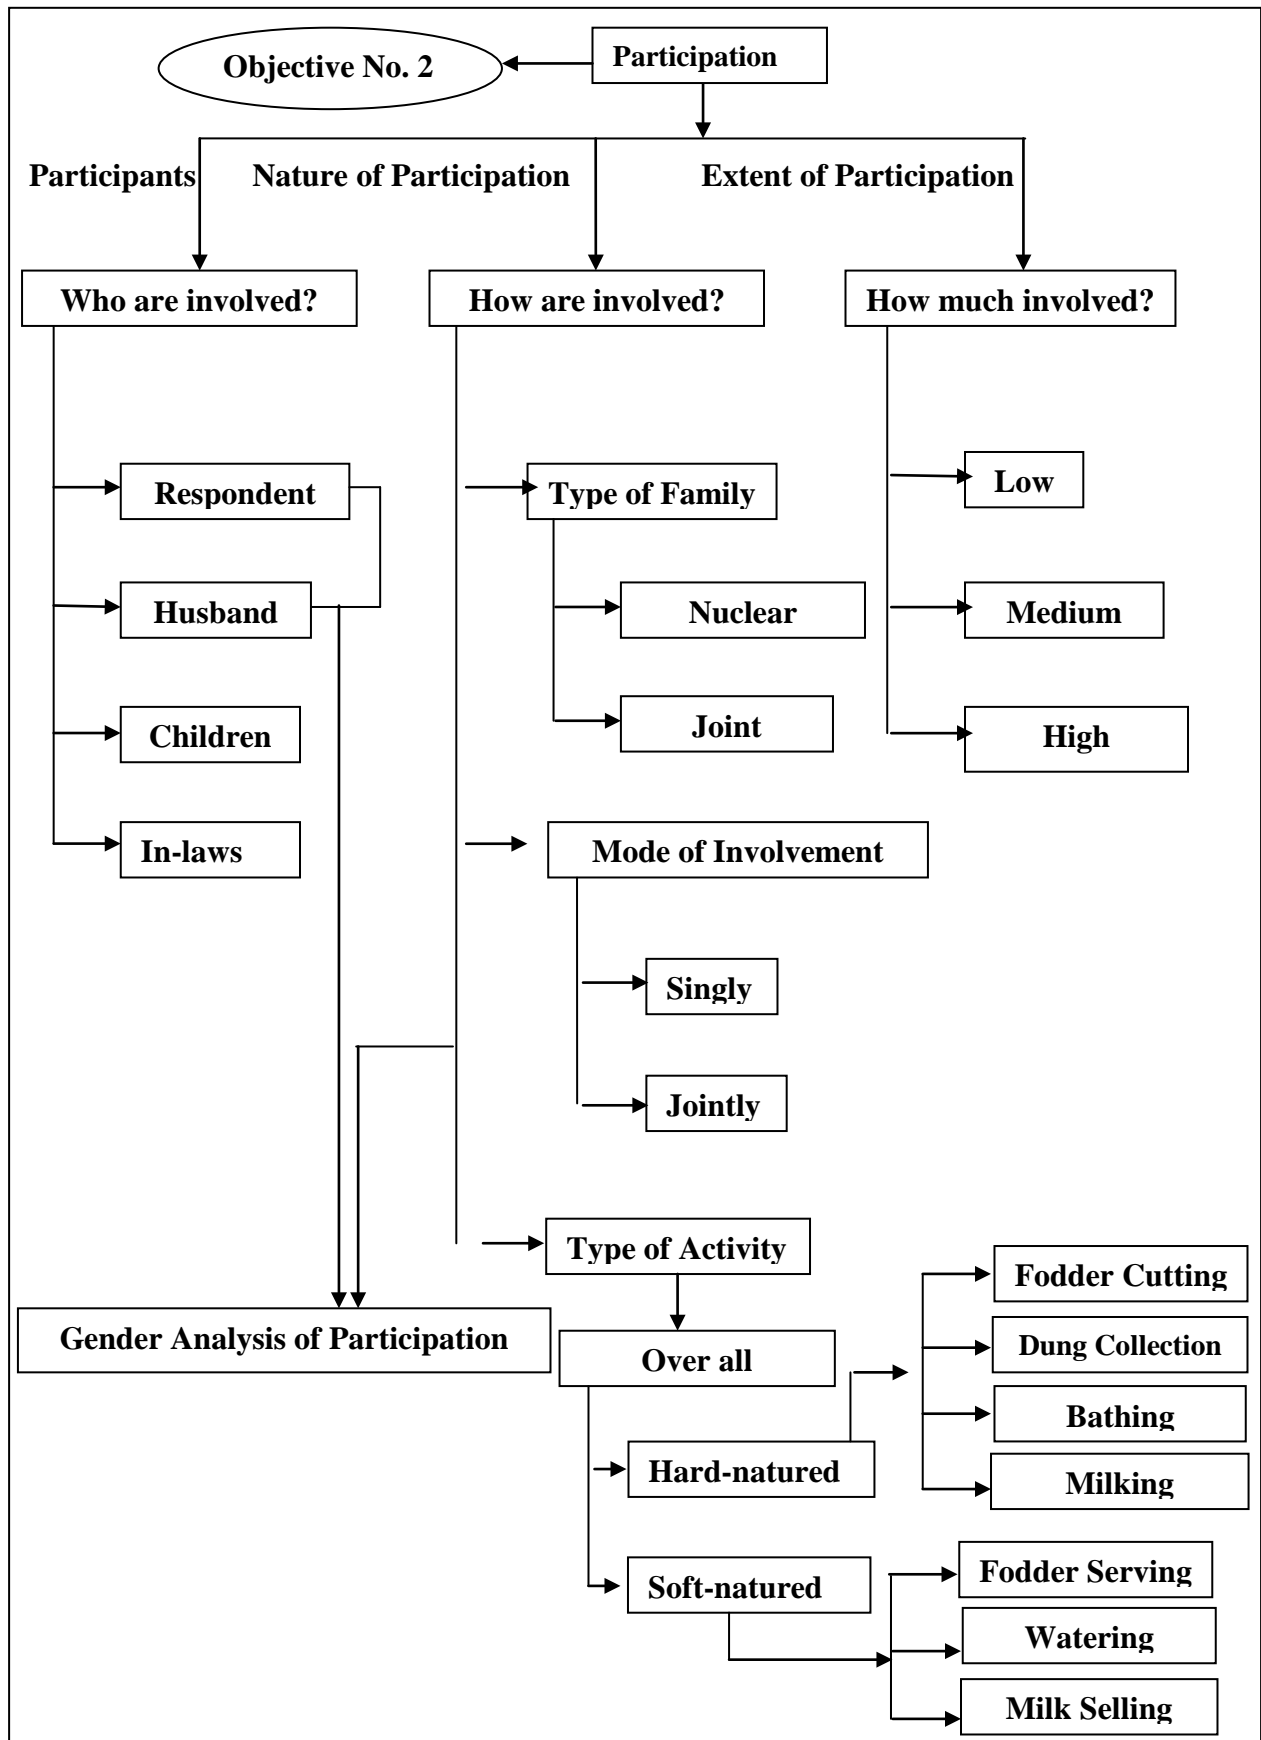 Objective No. 2
Participation
Participants
Nature of Participation
Extent of Participation
Who are involved?
How are involved?
How much involved?
Respondent
Husband
Children
In-laws
Type of Family
Nuclear
Joint
Low
Medium
High
Mode of Involvement
Singly
Jointly
Type of Activity
Gender Analysis of Participation
Over all
Hard-natured
Fodder Cutting
Dung Collection
Bathing
Milking
Soft-natured
Fodder Serving
Watering
Milk Selling